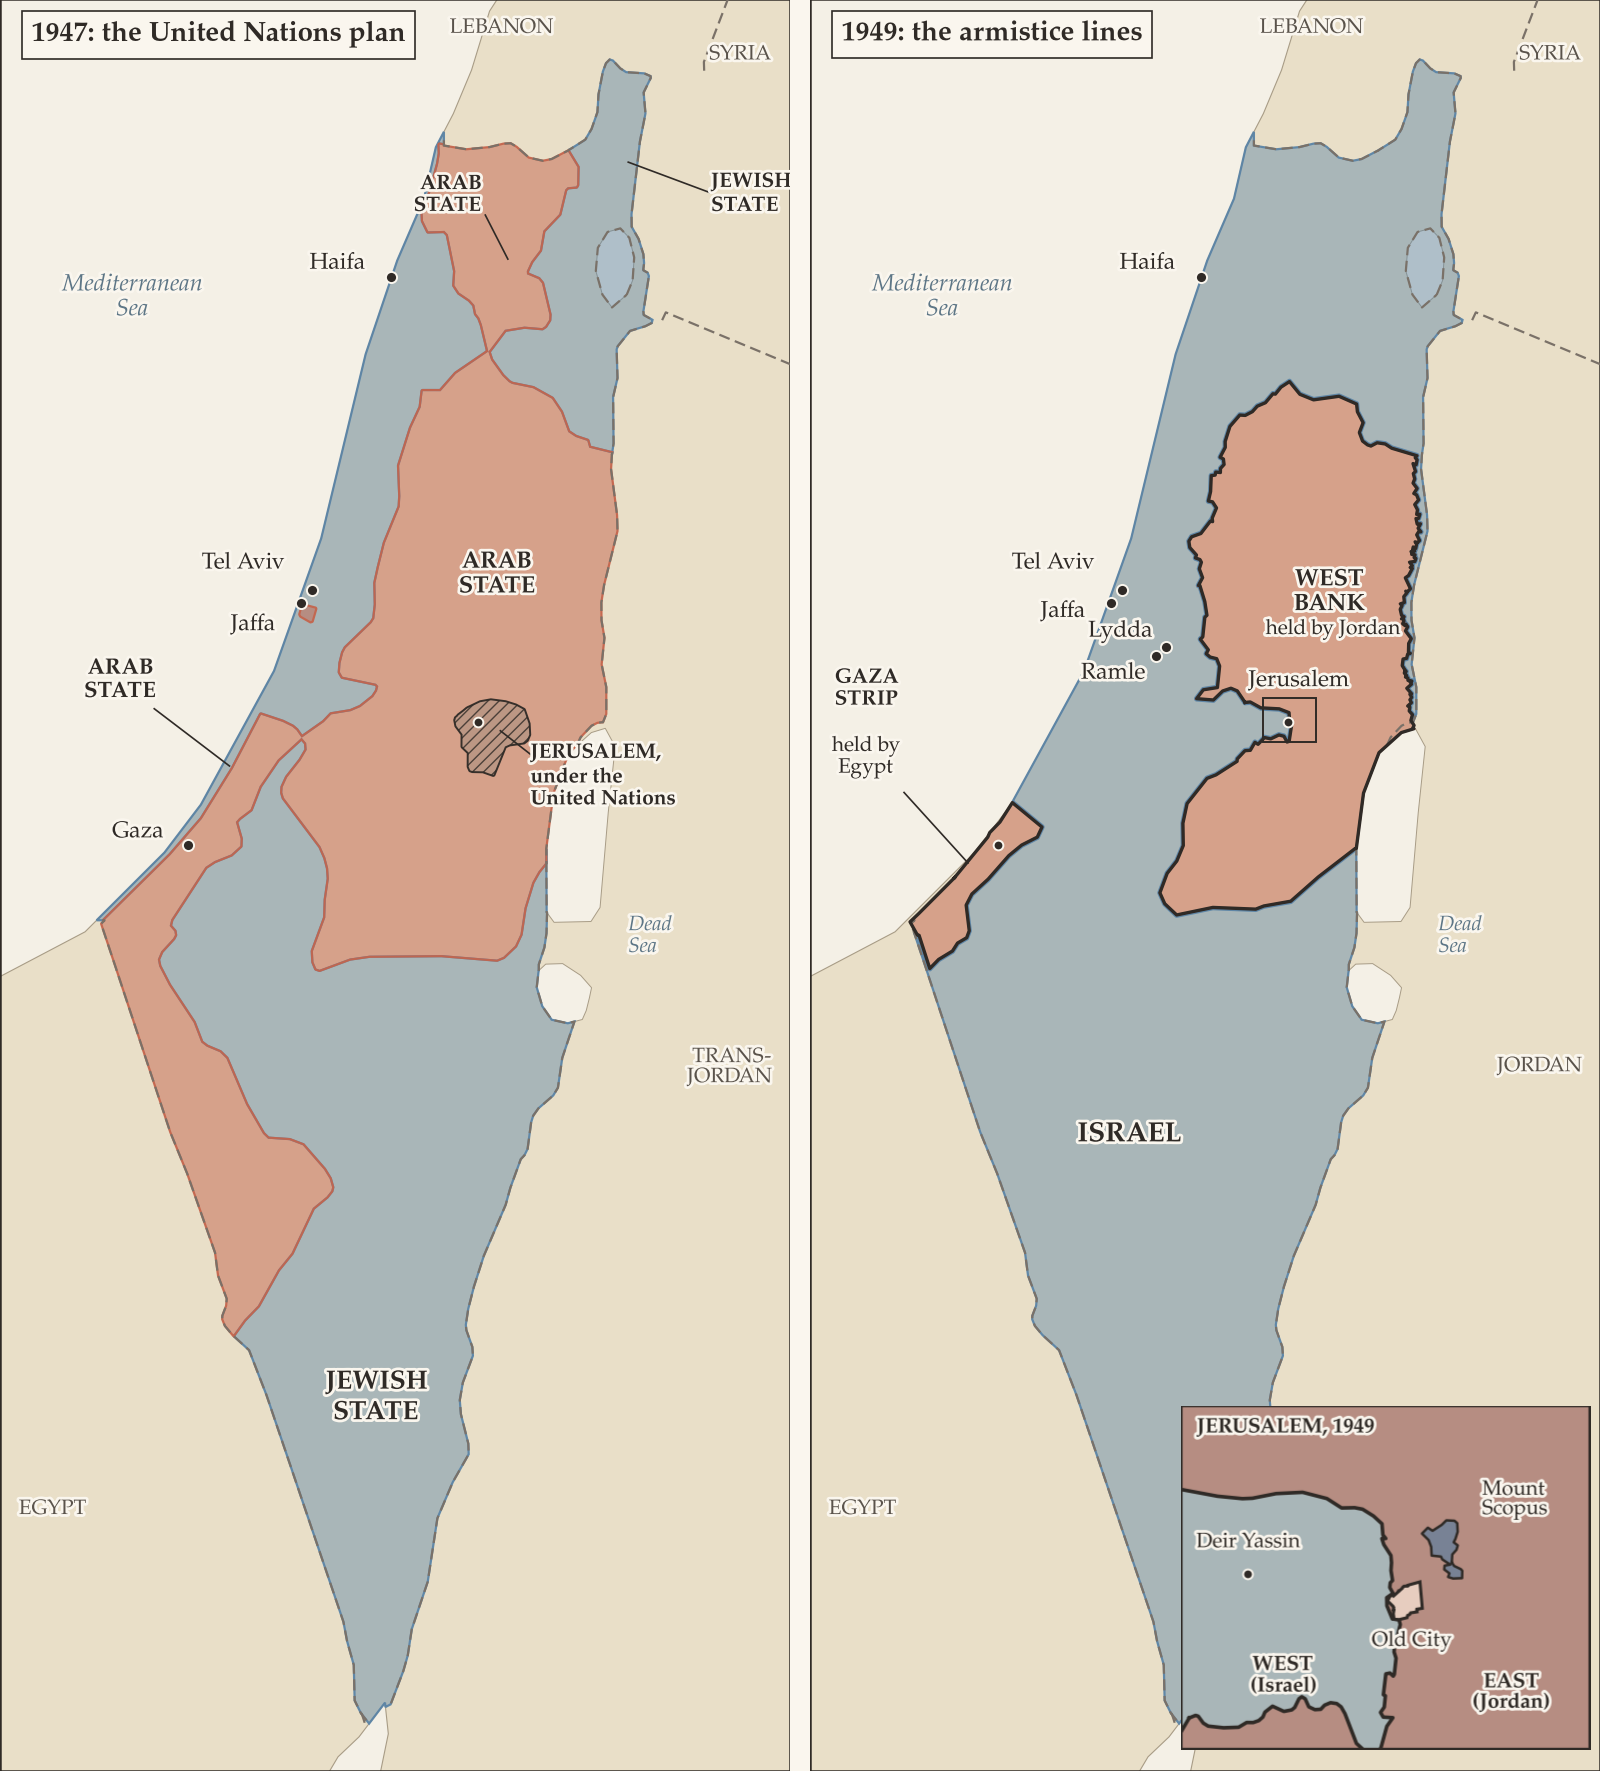 1947: the United Nations plan
LEBANON
SYRIA
ARAB
STATE
JEWISH
STATE
Haifa
Mediterranean
Sea
Tel Aviv
Jaffa
ARAB
STATE
ARAB
STATE
JERUSALEM,
under the
United Nations
Gaza
Dead
Sea
TRANS-
JORDAN
JEWISH
STATE
EGYPT
1949: the armistice lines
LEBANON
SYRIA
Haifa
Mediterranean
Sea
Tel Aviv
Jaffa
Lydda
Ramle
WEST
BANK
held by Jordan
Jerusalem
GAZA
STRIP
held by
Egypt
Dead
Sea
JORDAN
ISRAEL
EGYPT
JERUSALEM, 1949
Mount
Scopus
Deir Yassin
Old City
WEST
(Israel)
EAST
(Jordan)